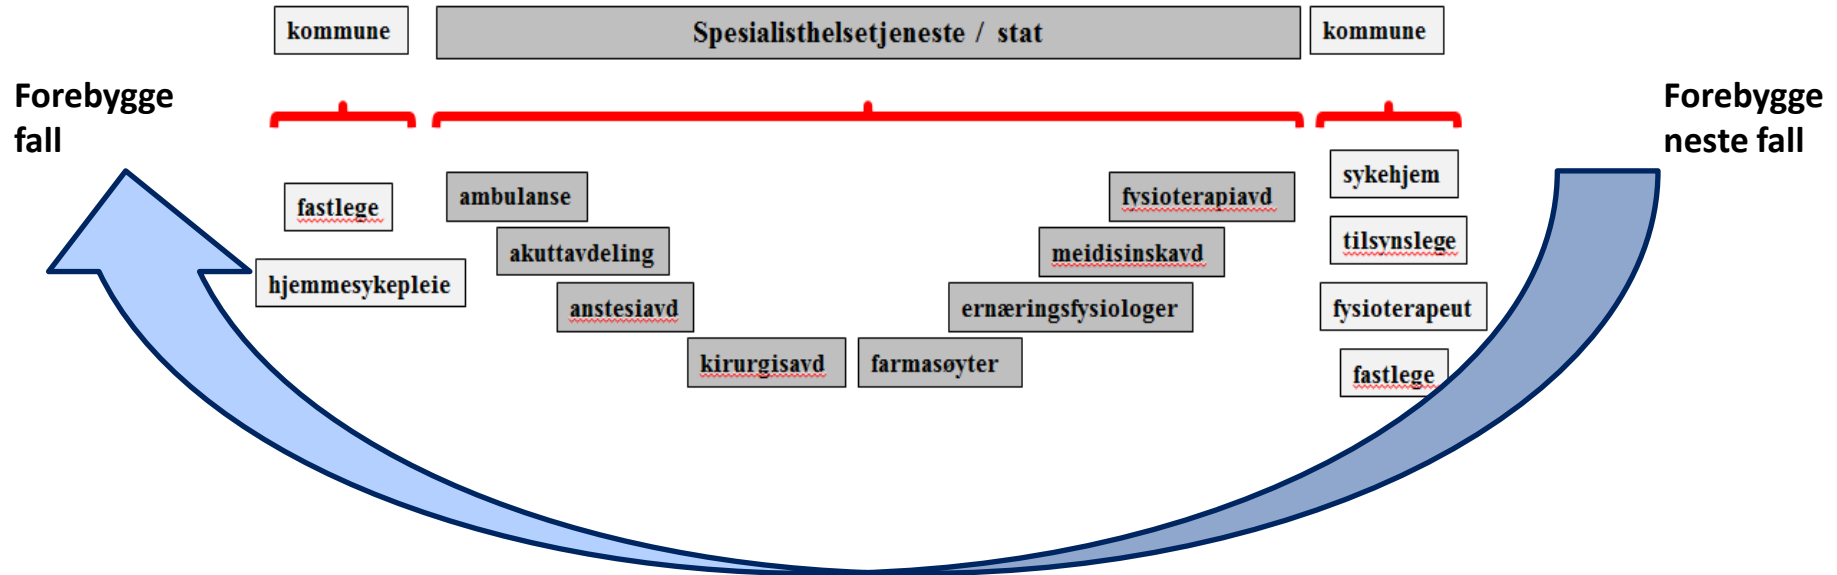 kommune
Spesialisthelsetjeneste / stat
kommune
Forebygge
fall
Forebygge
neste fall
fastlege
hjemmesykepleie
ambulanse
akuttavdeling
anstesiavd
kirurgisavd
farmasøyter
ernæringsfysiologer
meidisinskavd
fysioterapiavd
sykehjem
tilsynslege
fysioterapeut
fastlege